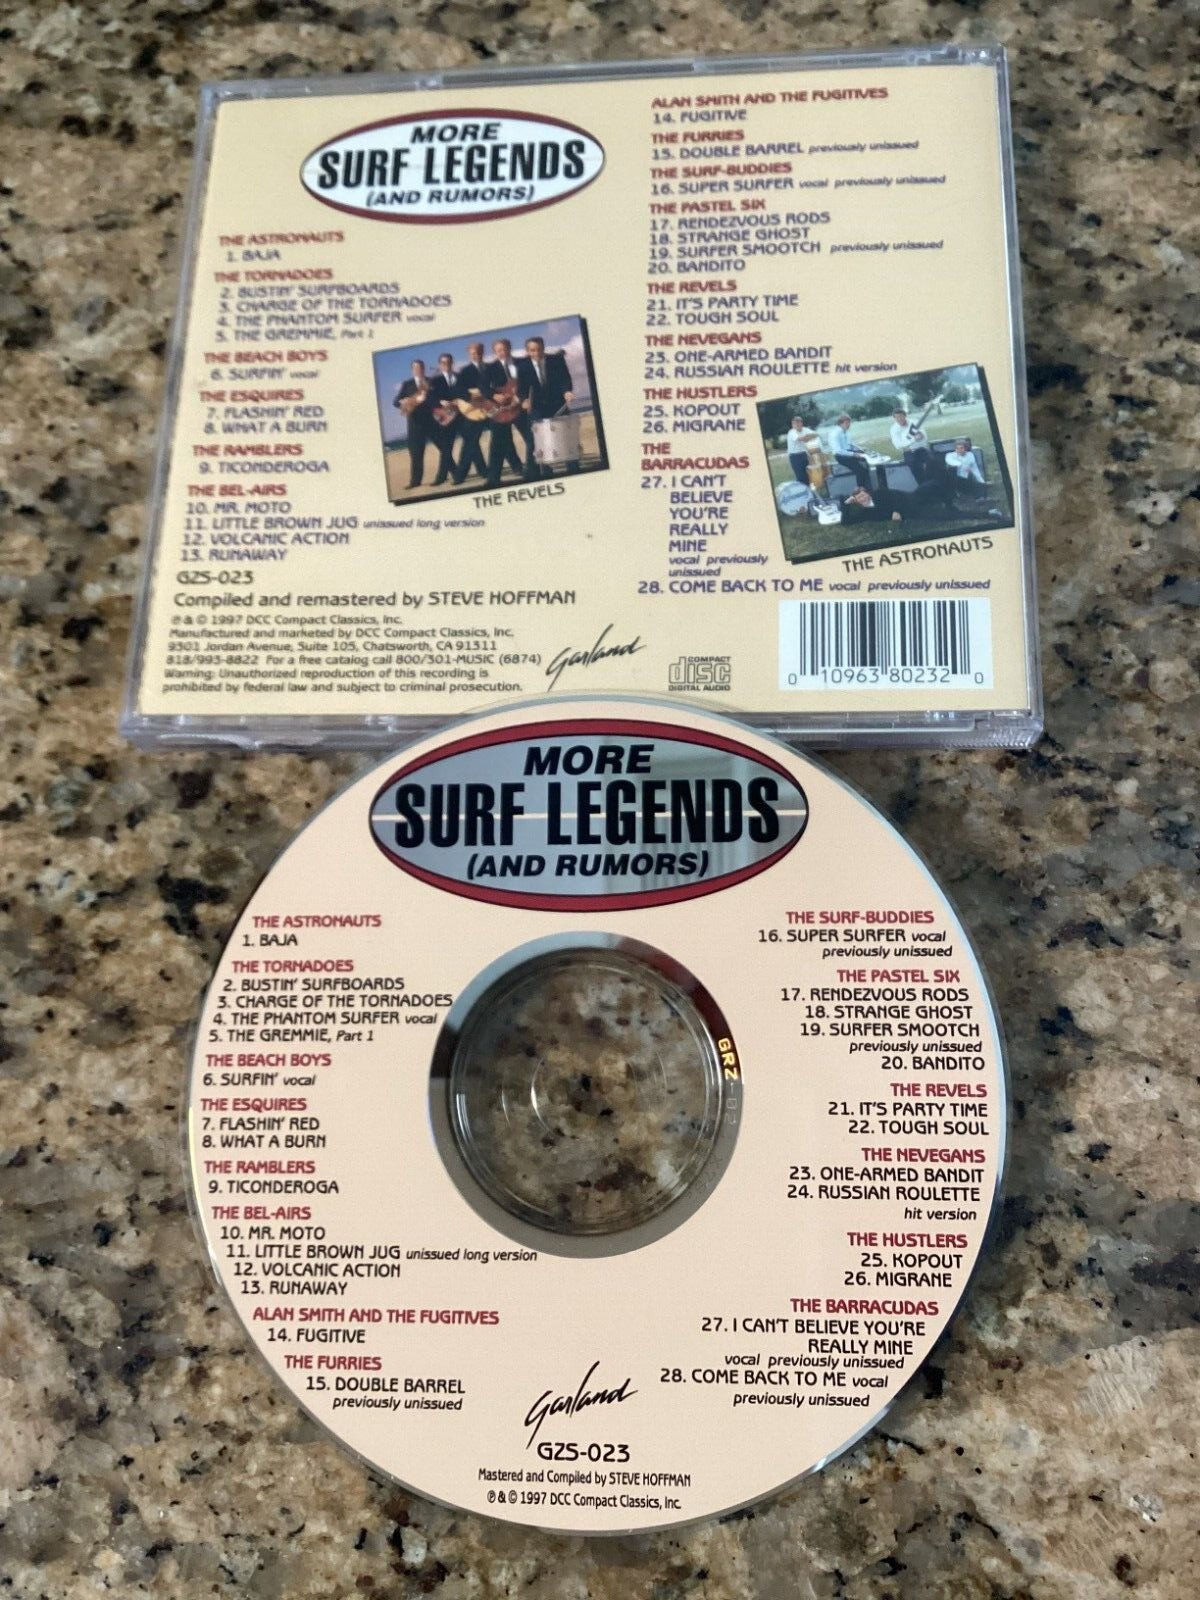 MORE
SURF LEGENDS
(AND RUMORS)
THE ASTRONAUTS
1. BAJA
THE TORNADOES
2. BUSTIN' SURFBOARDS
3. CHARGE OF THE TORNADOES
4. THE PHANTOM SURFER vocal
5. THE GREMMIE, Part 1
THE BEACH BOYS
6. SURFIN' vocal
THE ESQUIRES
7. FLASHIN' RED
8. WHAT A BURN
THE RAMBLERS
9. TICONDEROGA
THE BEL-AIRS
10. MR. MOTO
11. LITTLE BROWN JUG unissued long version
12. VOLCANIC ACTION
13. RUNAWAY
GZS-023
Compiled and remastered by STEVE HOFFMAN
℗ & © 1997 DCC Compact Classics, Inc.
Manufactured and marketed by DCC Compact Classics, Inc.
9301 Jordan Avenue, Suite 105, Chatsworth, CA 91311
818/993-8822 For a free catalog call 800/301-MUSIC (6874)
Warning: Unauthorized reproduction of this recording is
prohibited by federal law and subject to criminal prosecution.
THE REVELS
ALAN SMITH AND THE FUGITIVES
14. FUGITIVE
THE FURRIES
15. DOUBLE BARREL previously unissued
THE SURF-BUDDIES
16. SUPER SURFER vocal previously unissued
THE PASTEL SIX
17. RENDEZVOUS RODS
18. STRANGE GHOST
19. SURFER SMOOTCH previously unissued
20. BANDITO
THE REVELS
21. IT'S PARTY TIME
22. TOUGH SOUL
THE NEVEGANS
23. ONE-ARMED BANDIT
24. RUSSIAN ROULETTE hit version
THE HUSTLERS
25. KOPOUT
26. MIGRANE
THE
BARRACUDAS
27. I CAN'T
BELIEVE
YOU'RE
REALLY
MINE
vocal previously
unissued
28. COME BACK TO ME vocal previously unissued
THE ASTRONAUTS
Garland
COMPACT
disc
DIGITAL AUDIO
0 10963 80232 0
MORE
SURF LEGENDS
(AND RUMORS)
THE ASTRONAUTS
1. BAJA
THE TORNADOES
2. BUSTIN' SURFBOARDS
3. CHARGE OF THE TORNADOES
4. THE PHANTOM SURFER vocal
5. THE GREMMIE, Part 1
THE BEACH BOYS
6. SURFIN' vocal
THE ESQUIRES
7. FLASHIN' RED
8. WHAT A BURN
THE RAMBLERS
9. TICONDEROGA
THE BEL-AIRS
10. MR. MOTO
11. LITTLE BROWN JUG unissued long version
12. VOLCANIC ACTION
13. RUNAWAY
ALAN SMITH AND THE FUGITIVES
14. FUGITIVE
THE FURRIES
15. DOUBLE BARREL
previously unissued
THE SURF-BUDDIES
16. SUPER SURFER vocal
previously unissued
THE PASTEL SIX
17. RENDEZVOUS RODS
18. STRANGE GHOST
19. SURFER SMOOTCH
previously unissued
20. BANDITO
THE REVELS
21. IT'S PARTY TIME
22. TOUGH SOUL
THE NEVEGANS
23. ONE-ARMED BANDIT
24. RUSSIAN ROULETTE
hit version
THE HUSTLERS
25. KOPOUT
26. MIGRANE
THE BARRACUDAS
27. I CAN'T BELIEVE YOU'RE
REALLY MINE
vocal previously unissued
28. COME BACK TO ME vocal
previously unissued
Garland
GZS-023
Mastered and Compiled by STEVE HOFFMAN
℗ & © 1997 DCC Compact Classics, Inc.